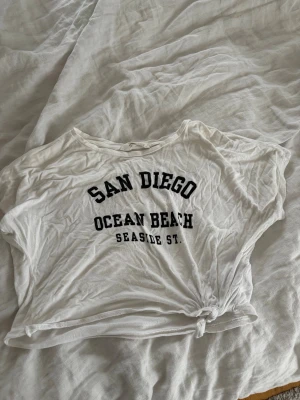 SAN DIEGO
OCEAN BEACH
SEASIDE ST.